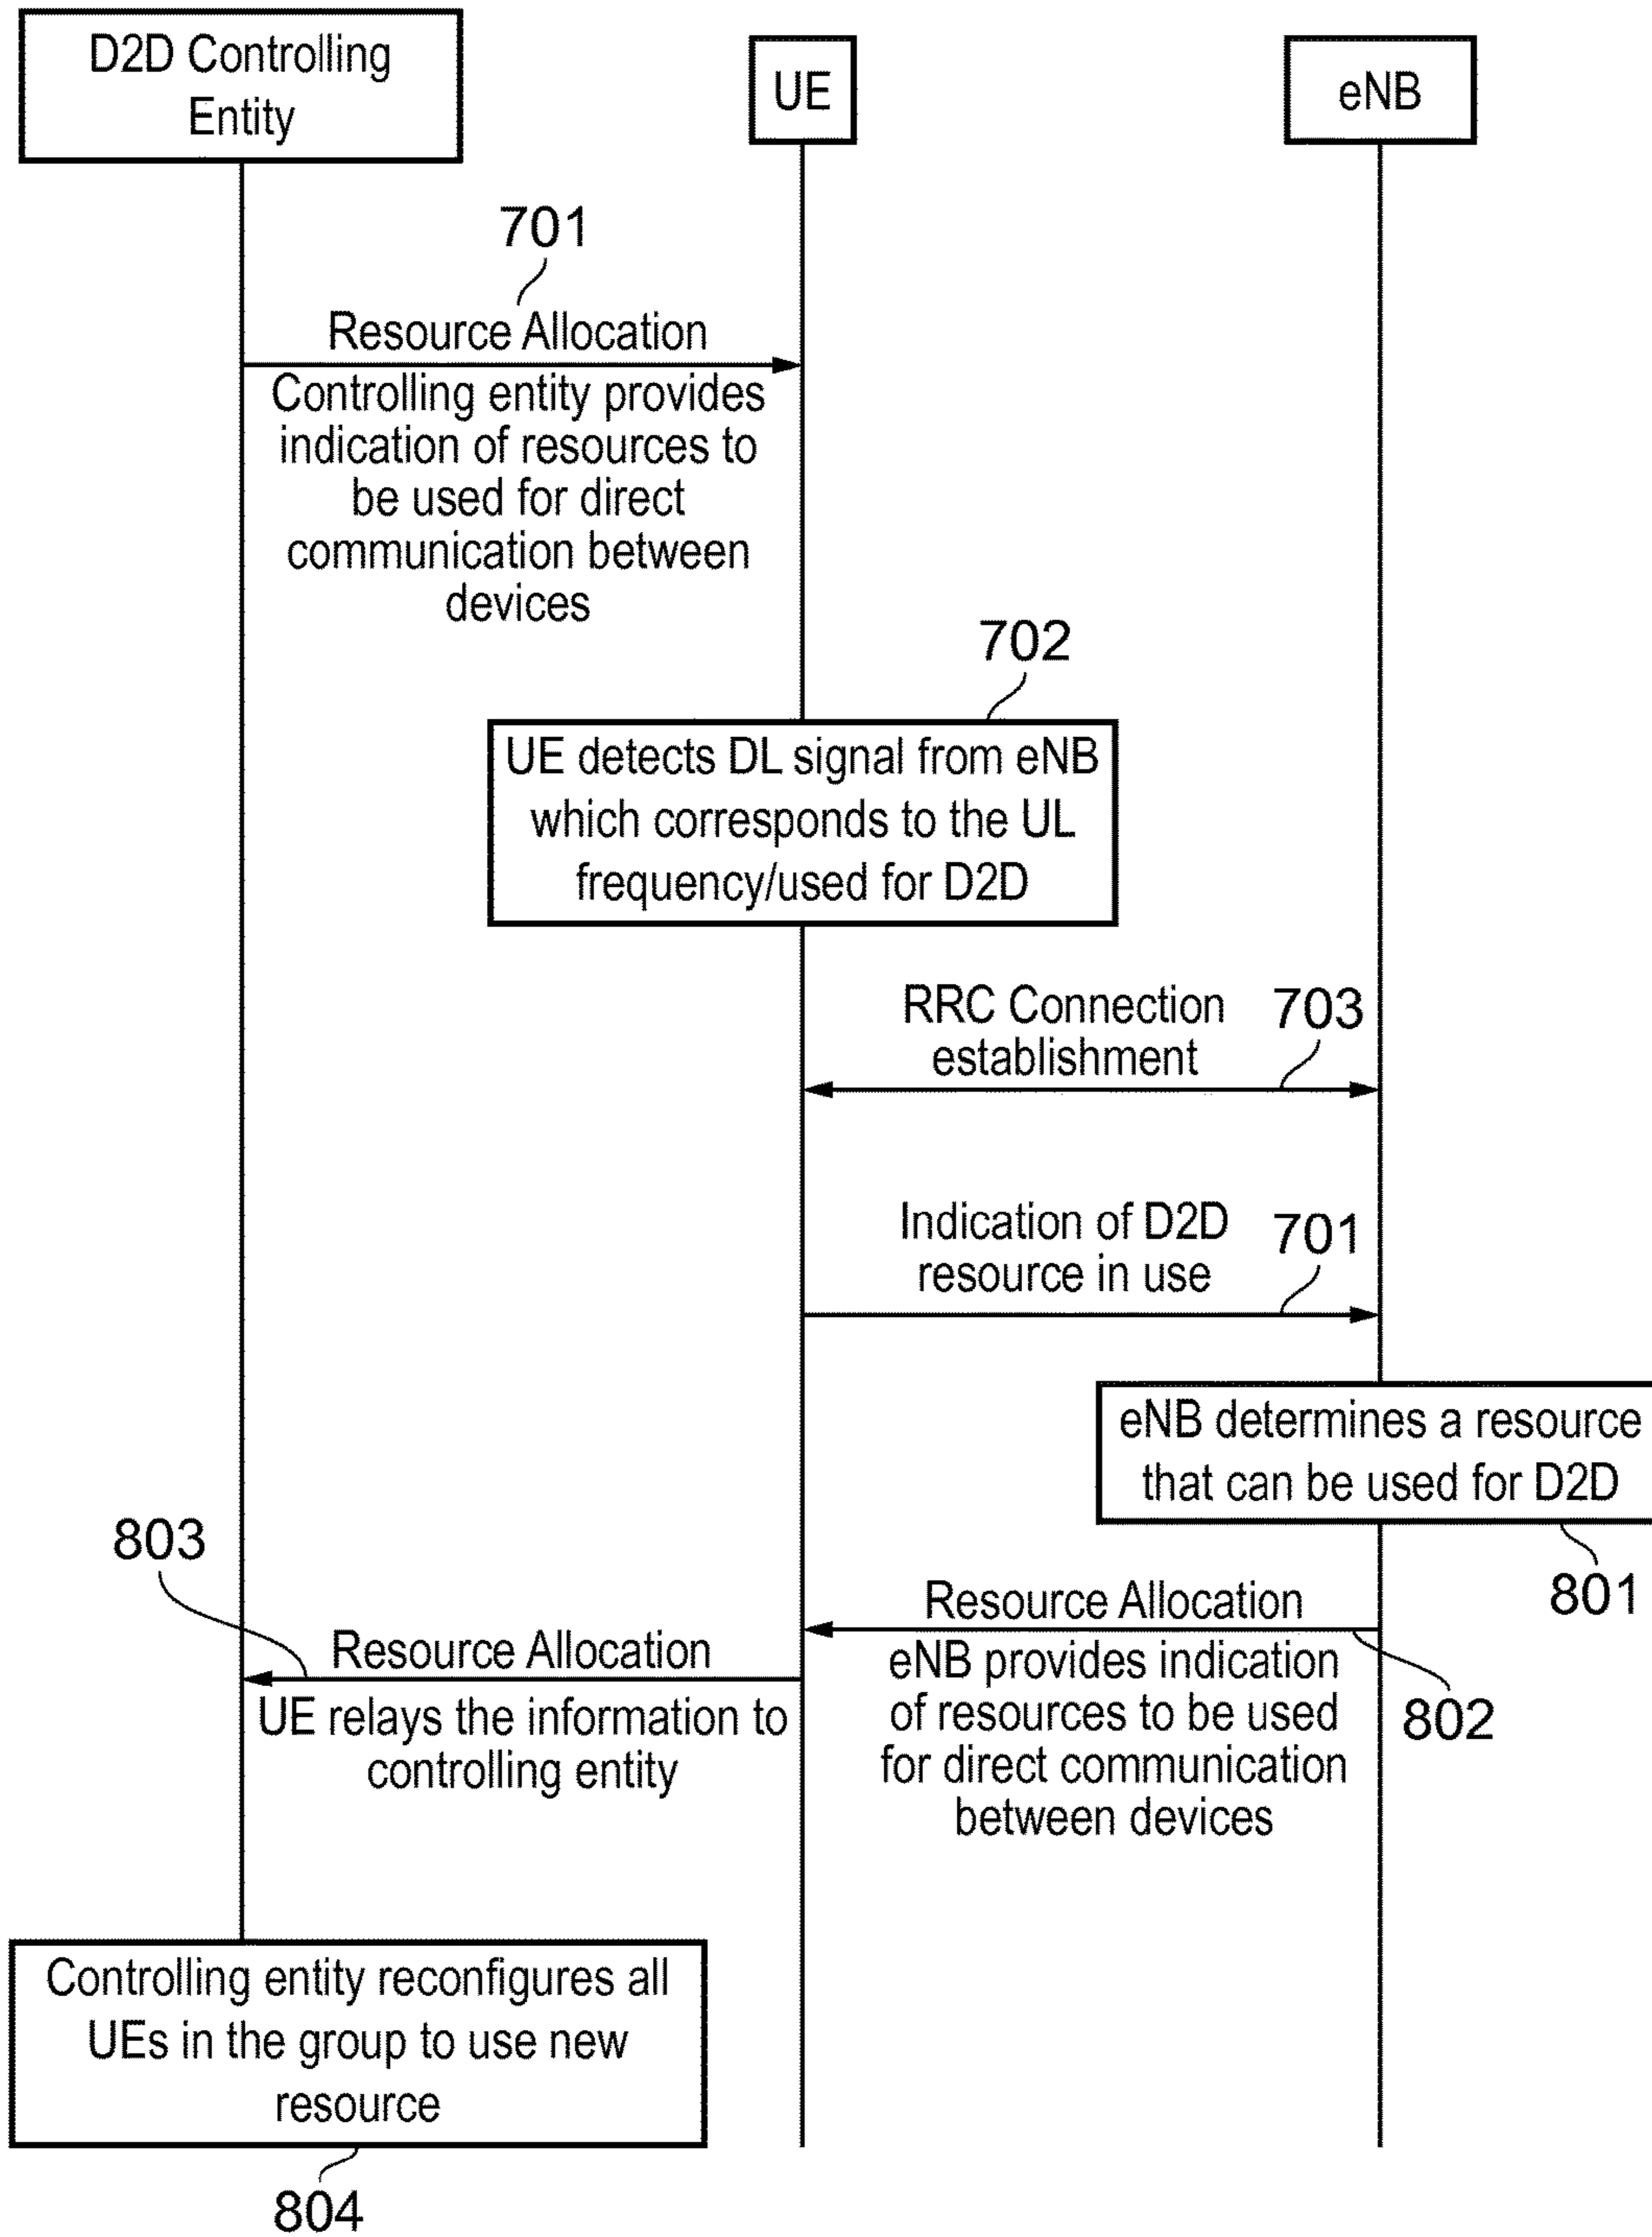 D2D Controlling
Entity
UE
eNB
701
Resource Allocation
Controlling entity provides
indication of resources to
be used for direct
communication between
devices
702
UE detects DL signal from eNB
which corresponds to the UL
frequency/used for D2D
RRC Connection
establishment
703
Indication of D2D
resource in use
701
eNB determines a resource
that can be used for D2D
801
803
Resource Allocation
eNB provides indication
of resources to be used
for direct communication
between devices
802
Resource Allocation
UE relays the information to
controlling entity
Controlling entity reconfigures all
UEs in the group to use new
resource
804